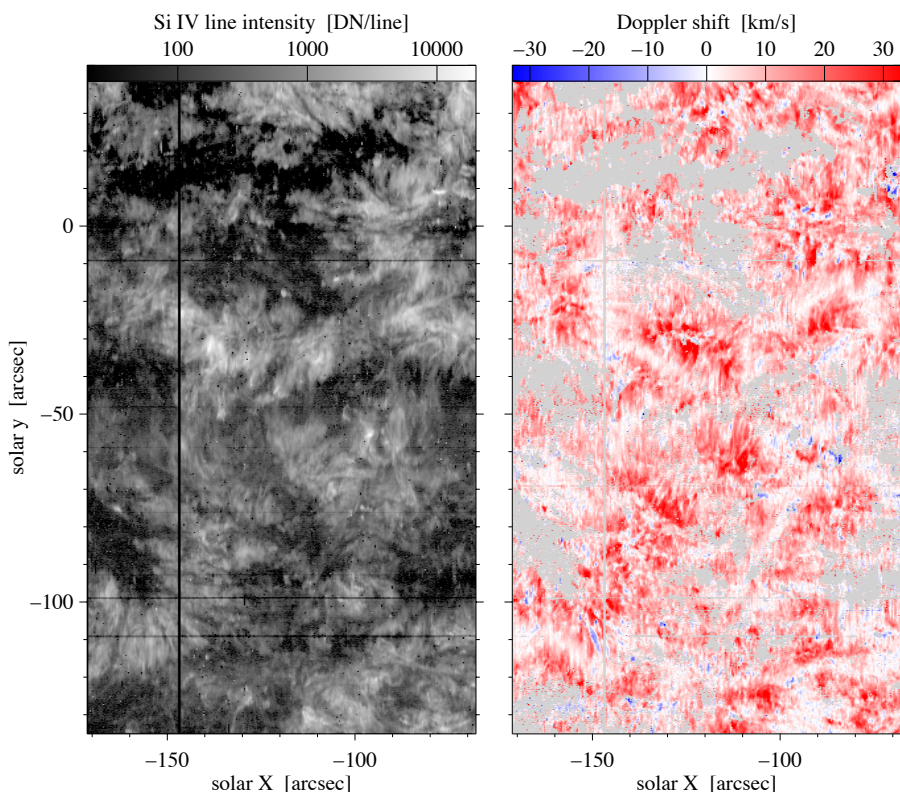 Si IV line intensity [DN/line]
100 1000 10000
Doppler shift [km/s]
−30 −20 −10 0 10 20 30
solar y [arcsec]
0
−50
−100
−150 −100
solar X [arcsec]
−150 −100
solar X [arcsec]